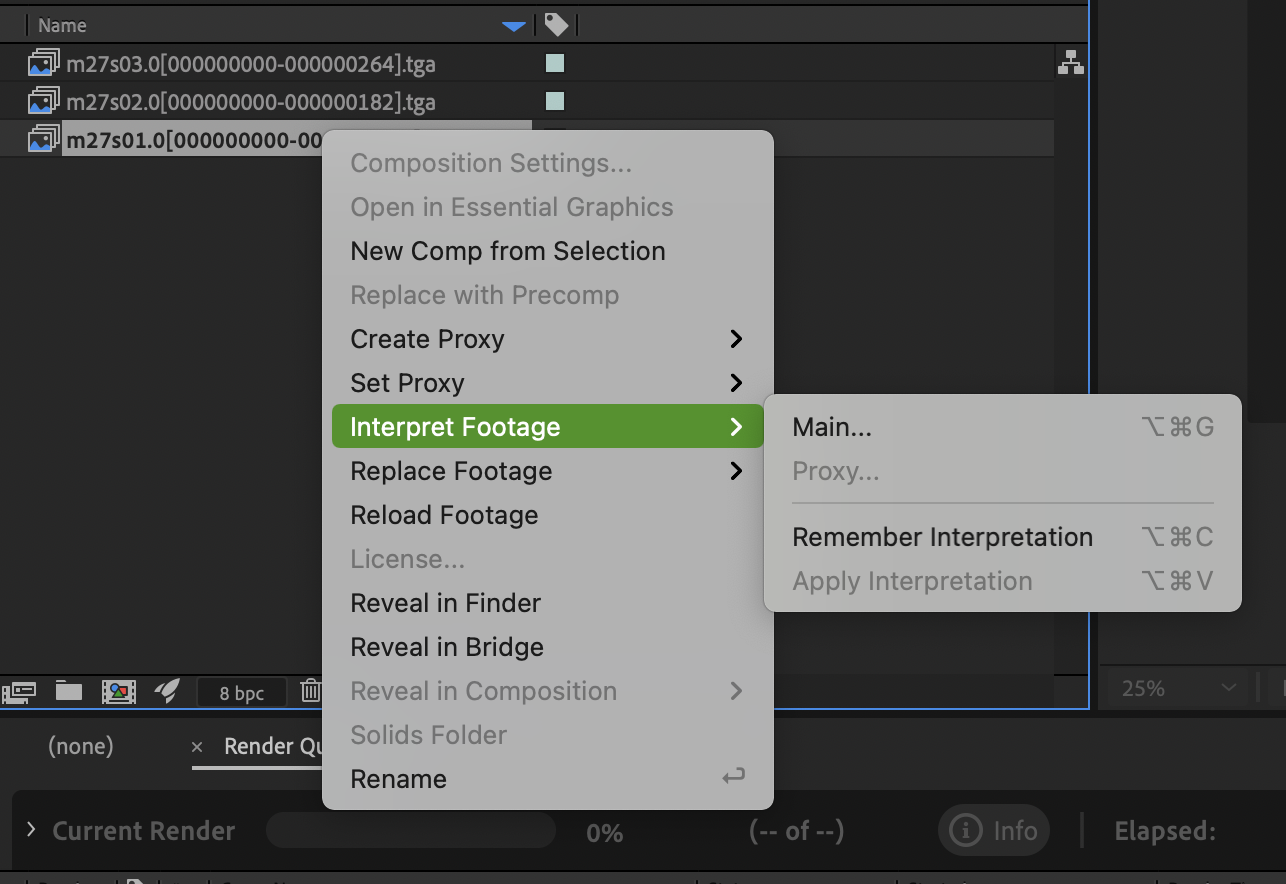 Name
m27s03.0[000000000-000000264].tga
m27s02.0[000000000-000000182].tga
m27s01.0[000000000-00
Composition Settings...
Open in Essential Graphics
New Comp from Selection
Replace with Precomp
Create Proxy
Set Proxy
Interpret Footage
Main... ⌥⌘G
Proxy...
Replace Footage
Reload Footage
Remember Interpretation ⌥⌘C
License...
Apply Interpretation ⌥⌘V
Reveal in Finder
Reveal in Bridge
8 bpc
Reveal in Composition
25%
Solids Folder
(none)
× Render Qu
Rename
Current Render
0%
(-- of --)
Info
Elapsed: